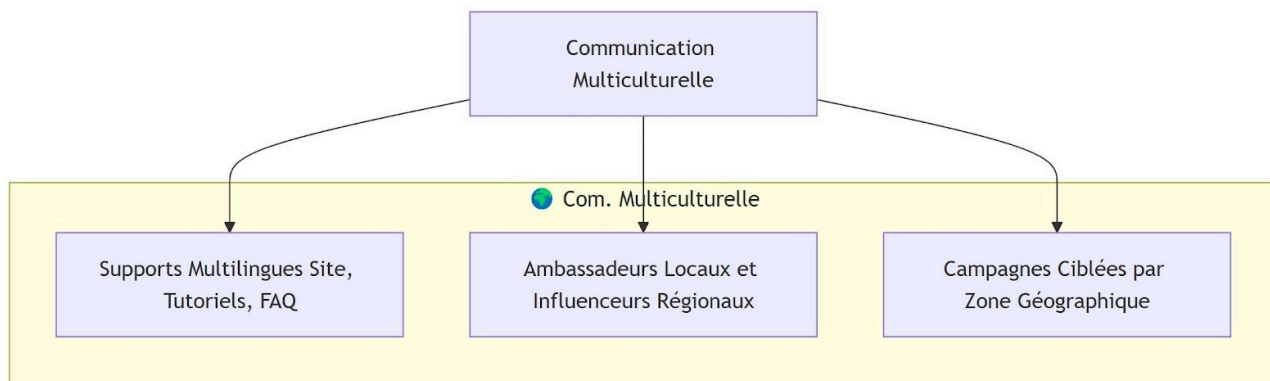 Communication
Multiculturelle
🌍 Com. Multiculturelle
Supports Multilingues Site,
Tutoriels, FAQ
Ambassadeurs Locaux et
Influenceurs Régionaux
Campagnes Ciblées par
Zone Géographique